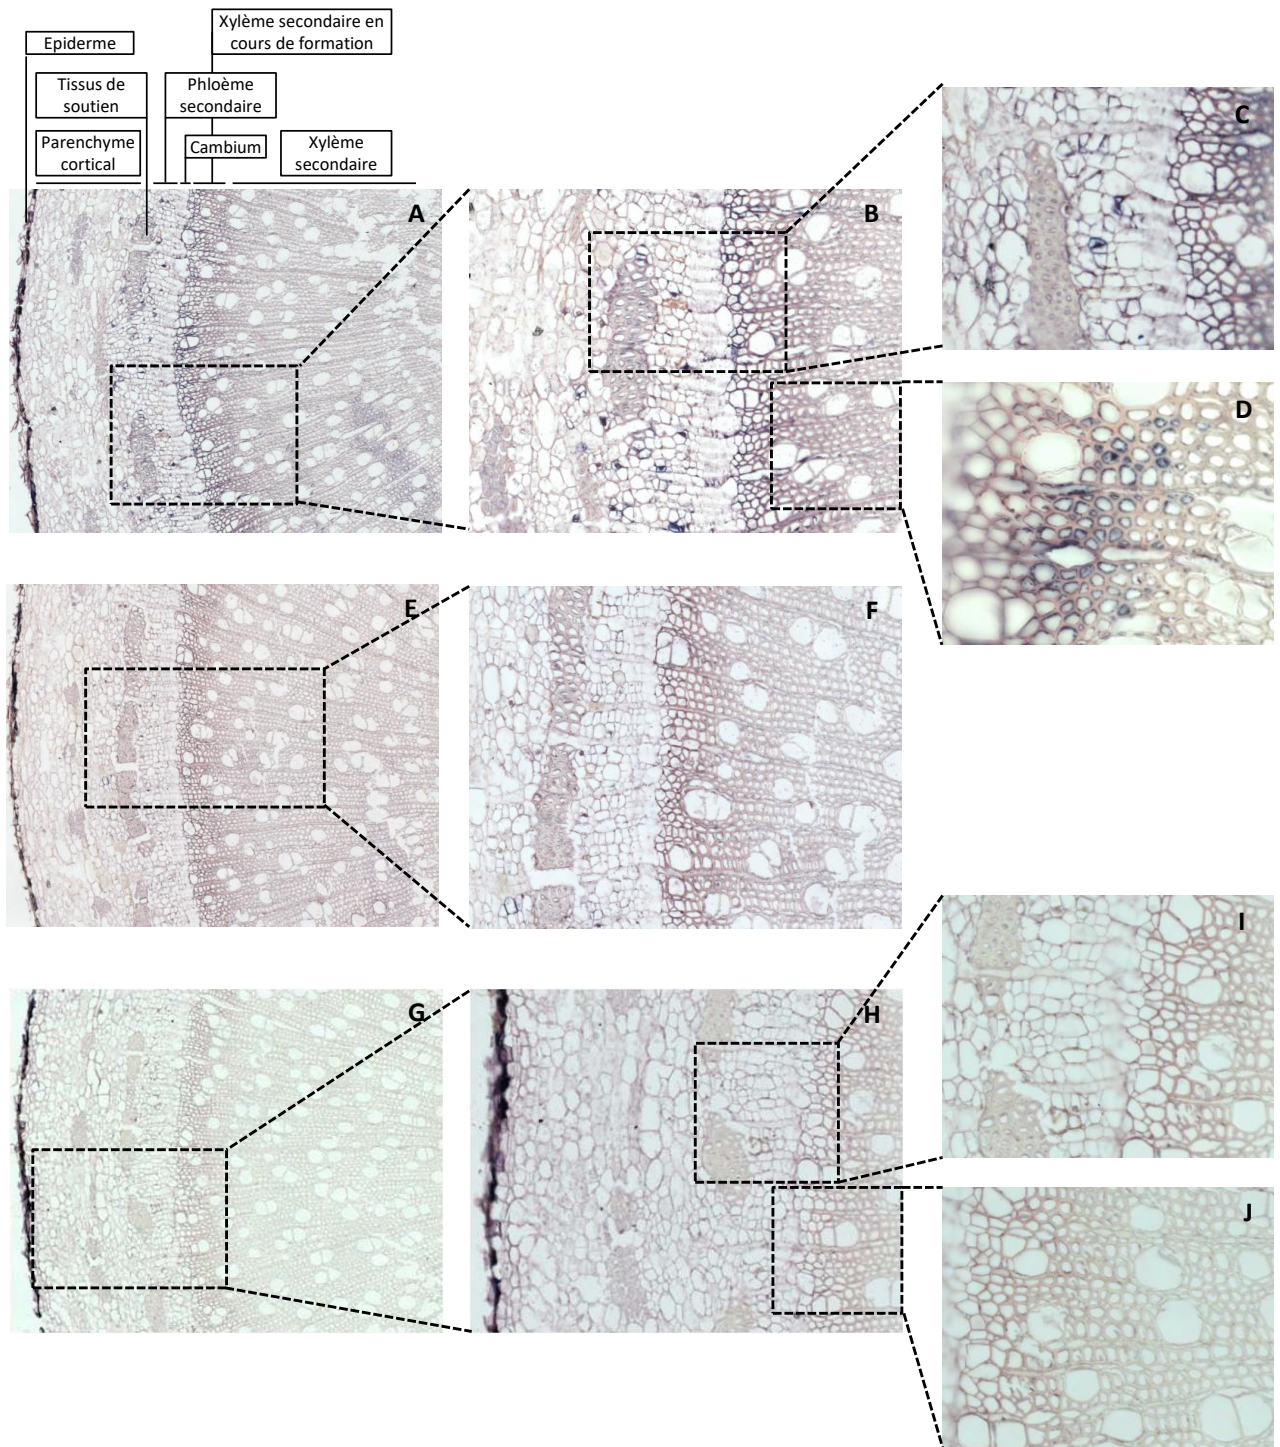 Xylème secondaire en
cours de formation
Epiderme
Tissus de
soutien
Phloème
secondaire
Parenchyme
cortical
Cambium
Xylème
secondaire
A
B
C
D
E
F
G
H
I
J